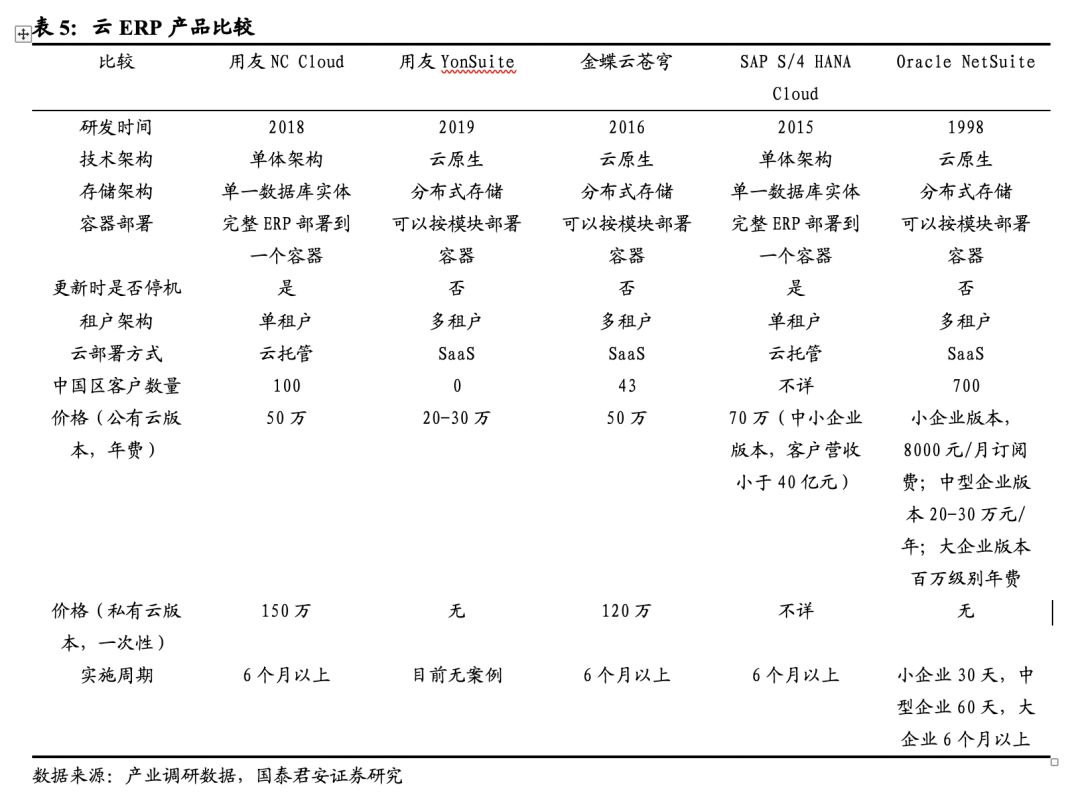 表 5：云 ERP 产品比较
比较 用友 NC Cloud 用友 YonSuite 金蝶云苍穹 SAP S/4 HANA Oracle NetSuite
Cloud
研发时间 2018 2019 2016 2015 1998
技术架构 单体架构 云原生 云原生 单体架构 云原生
存储架构 单一数据库实体 分布式存储 分布式存储 单一数据库实体 分布式存储
容器部署 完整 ERP 部署到 可以按模块部署 可以按模块部署 完整 ERP 部署到 可以按模块部署
一个容器 容器 容器 一个容器 容器
更新时是否停机 是 否 否 是 否
租户架构 单租户 多租户 多租户 单租户 多租户
云部署方式 云托管 SaaS SaaS 云托管 SaaS
中国区客户数量 100 0 43 不详 700
价格（公有云版 50 万 20-30 万 50 万 70 万（中小企业 小企业版本，
本，年费） 版本，客户营收 8000 元/月订阅
小于 40 亿元） 费；中型企业版
本 20-30 万元/
年；大企业版本
百万级别年费
价格（私有云版 150 万 无 120 万 不详 无
本，一次性）
实施周期 6 个月以上 目前无案例 6 个月以上 6 个月以上 小企业 30 天，中
型企业 60 天，大
企业 6 个月以上
数据来源：产业调研数据，国泰君安证券研究